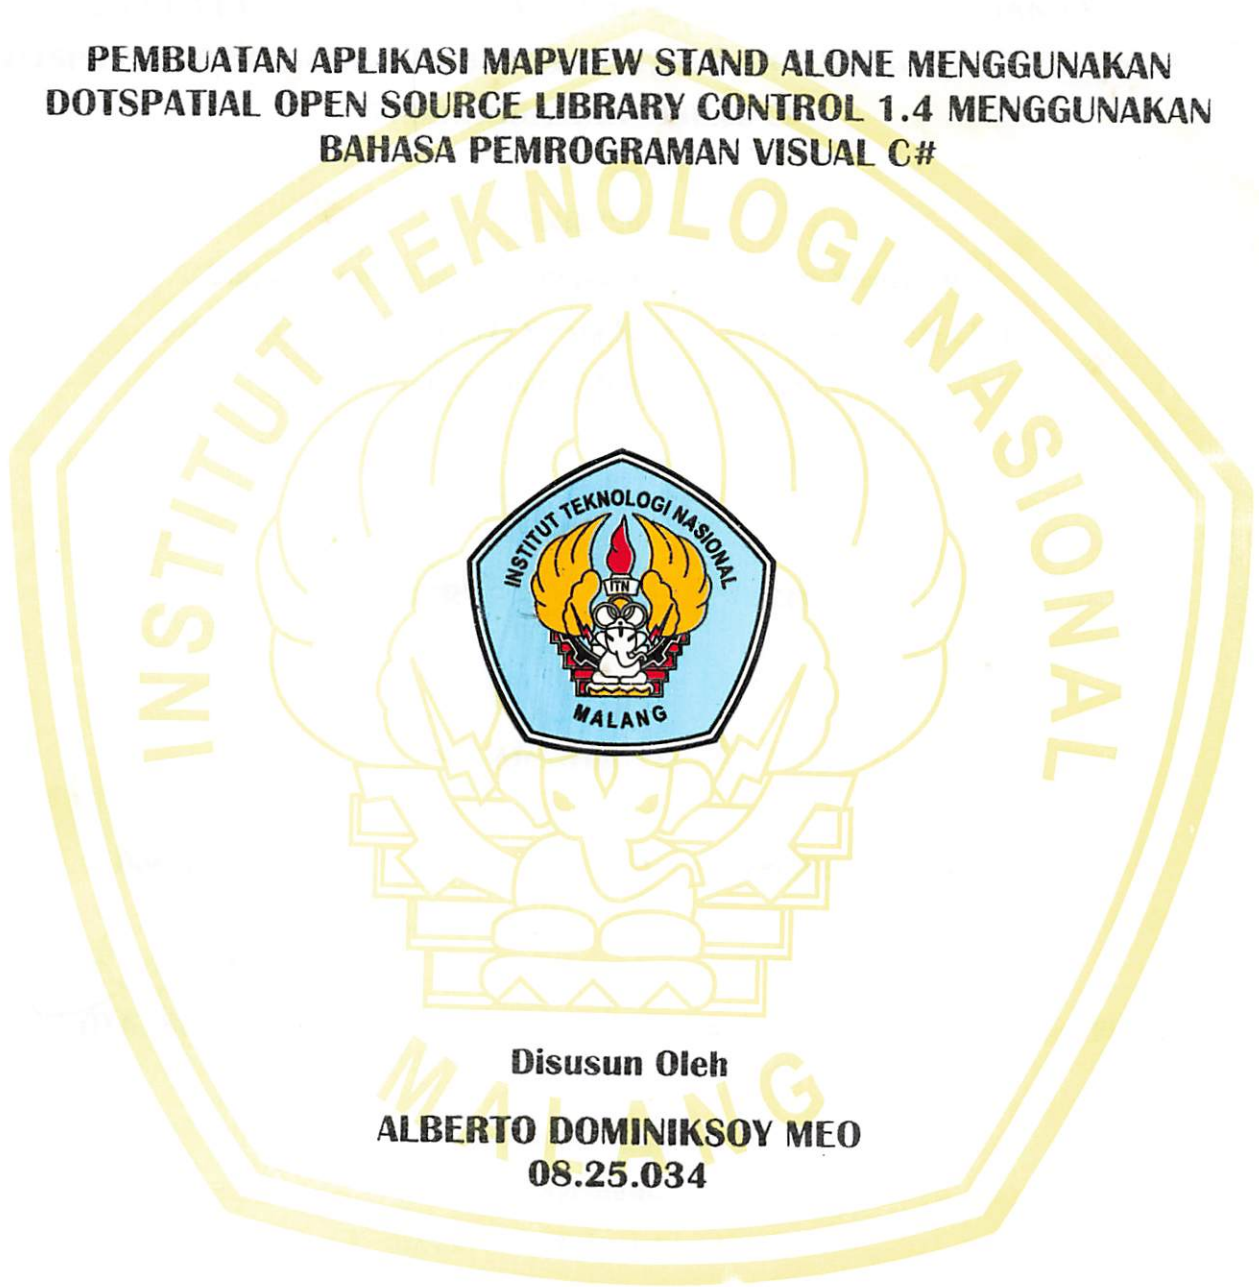 PEMBUATAN APLIKASI MAPVIEW STAND ALONE MENGGUNAKAN
DOTSPATIAL OPEN SOURCE LIBRARY CONTROL 1.4 MENGGUNAKAN
BAHASA PEMROGRAMAN VISUAL C#
INSTITUT TEKNOLOGI NASIONAL
INSTITUT TEKNOLOGI NASIONAL
ITN
MALANG
Disusun Oleh
MALANG
ALBERTO DOMINIKSOY MEO
08.25.034